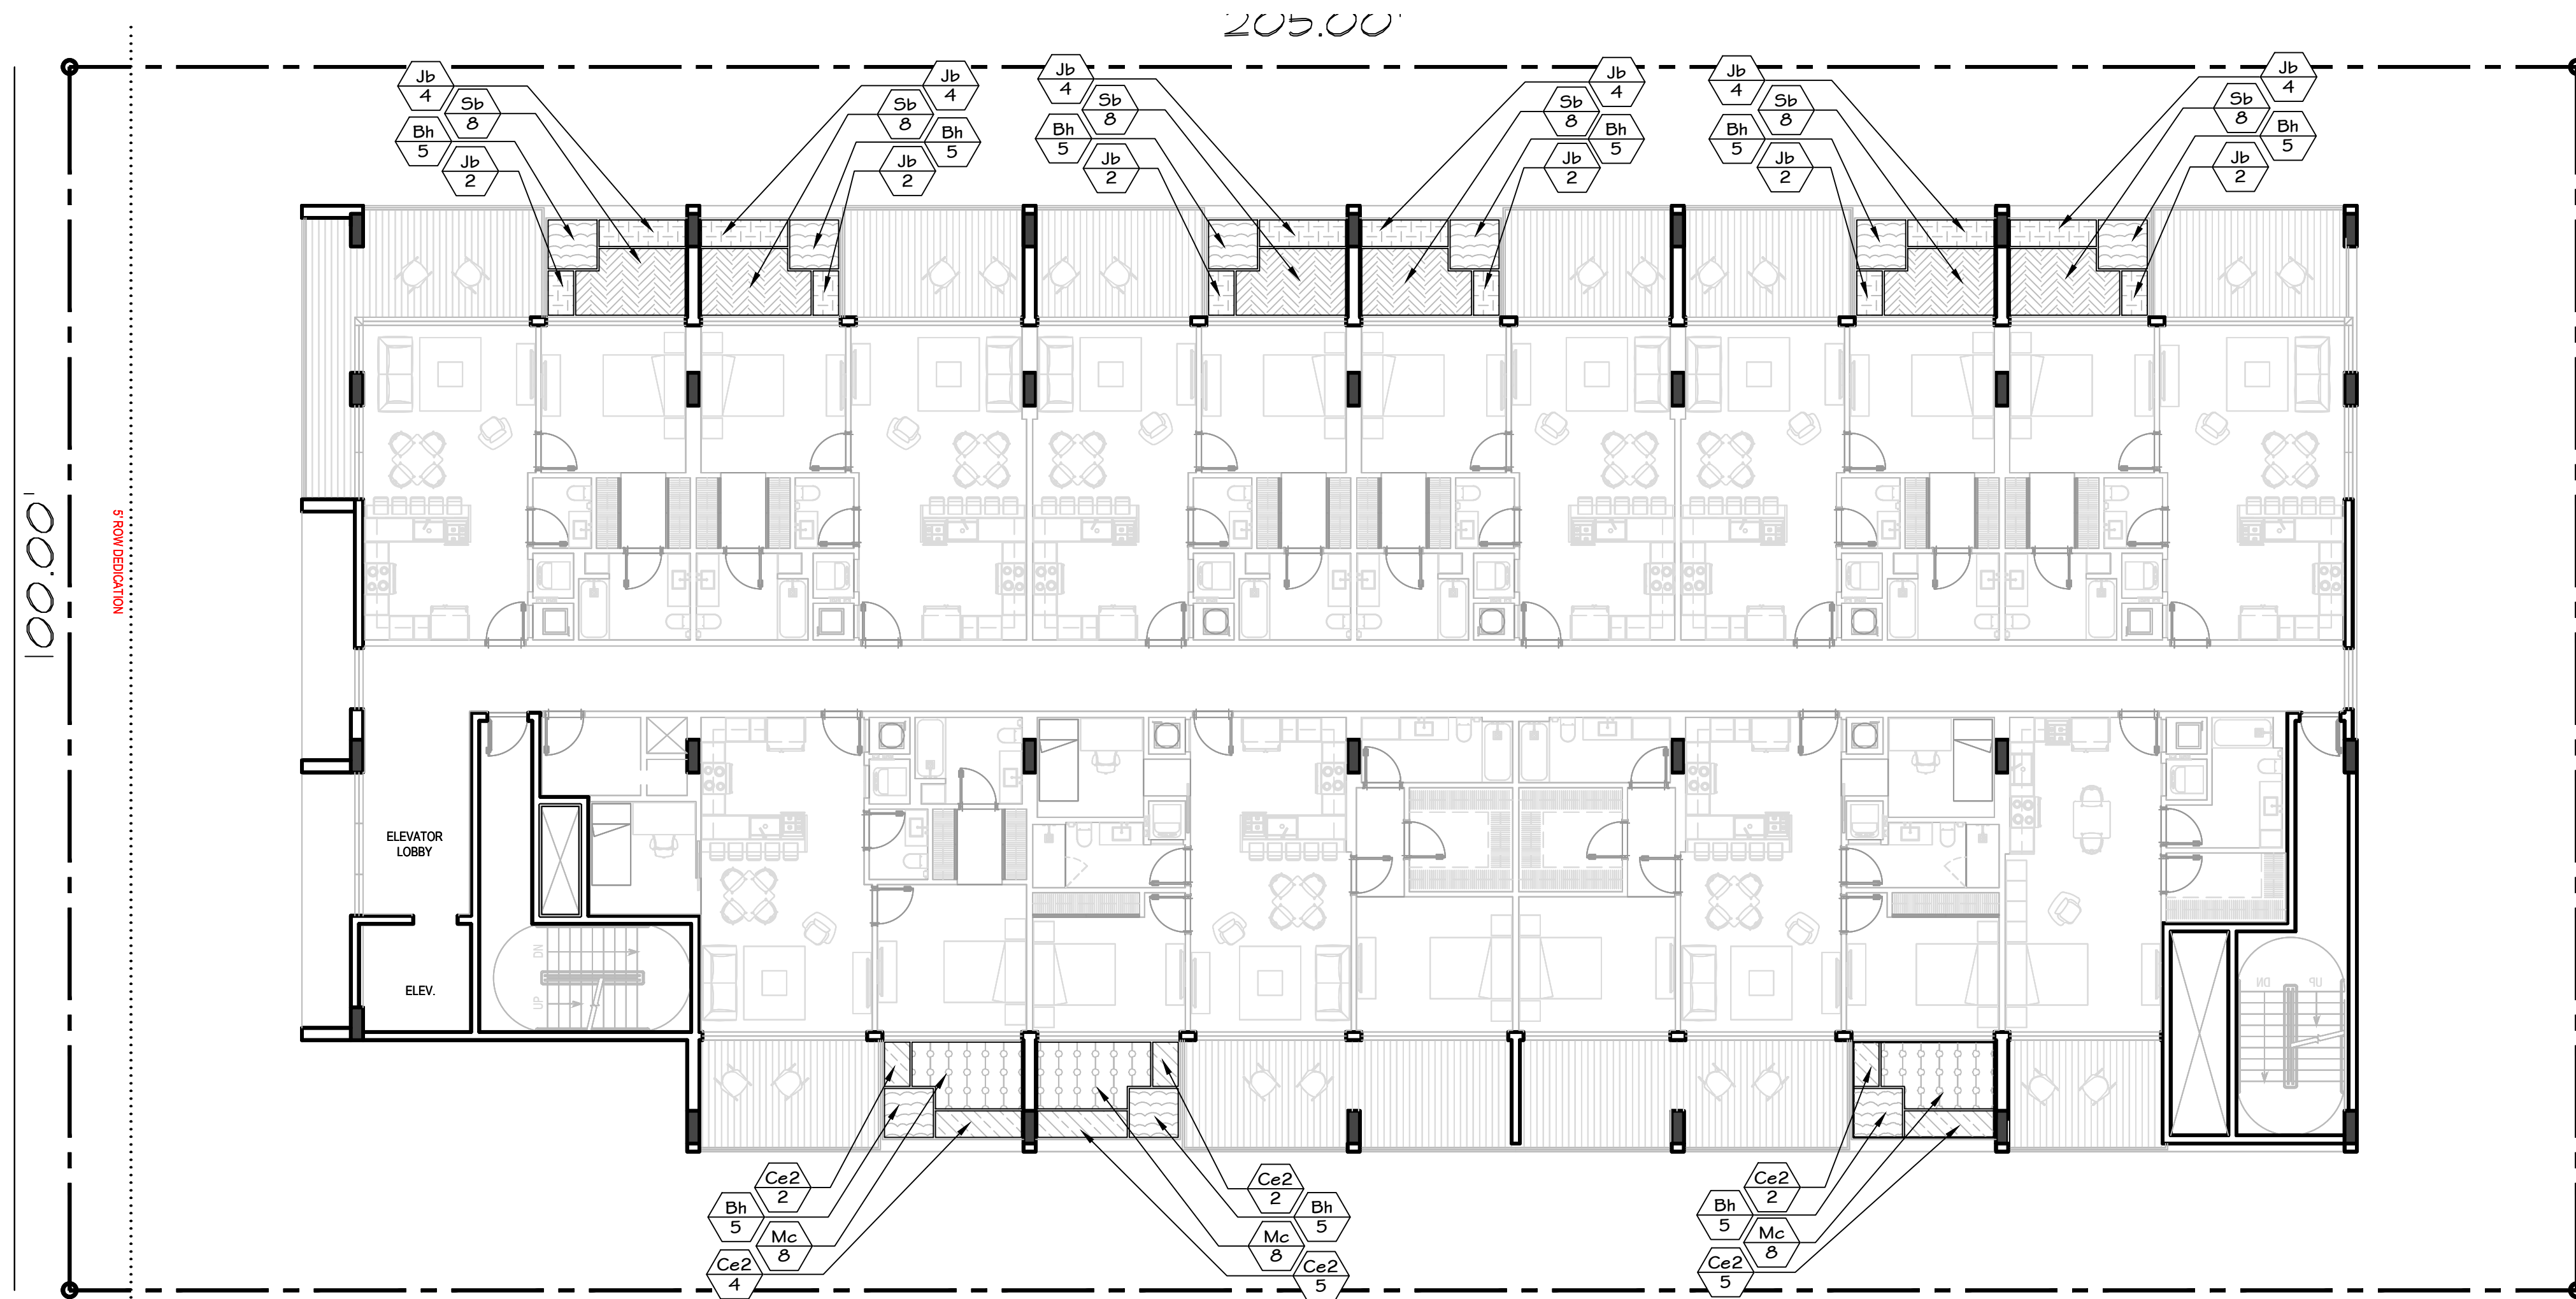 205.00'
Jb
4
Sb
8
Bh
5
Jb
2
Jb
4
Sb
8
Bh
5
Jb
2
Jb
4
Sb
8
Bh
5
Jb
2
Jb
4
Sb
8
Bh
5
Jb
2
Jb
4
Sb
8
Bh
5
Jb
2
Jb
4
Sb
8
Bh
5
Jb
2
100.00'
5' ROW DEDICATION
ELEVATOR
LOBBY
ELEV.
DN
UP
DN
UP
Ce2
2
Bh
5
Mc
8
Ce2
4
Ce2
2
Bh
5
Mc
8
Ce2
5
Ce2
2
Bh
5
Mc
8
Ce2
5